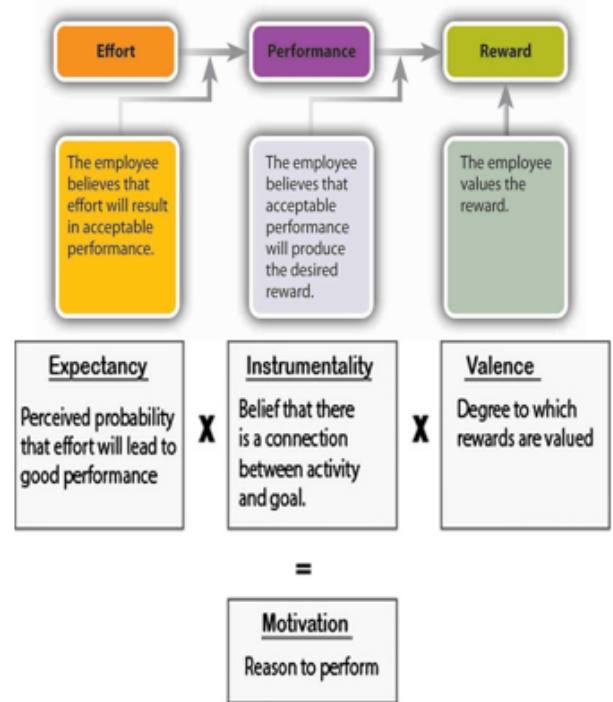 Effort
Performance
Reward
The employee
believes that
effort will result
in acceptable
performance.
The employee
believes that
acceptable
performance
will produce
the desired
reward.
The employee
values the
reward.
Expectancy
Perceived probability
that effort will lead to
good performance
X
Instrumentality
Belief that there
is a connection
between activity
and goal.
X
Valence
Degree to which
rewards are valued
=
Motivation
Reason to perform